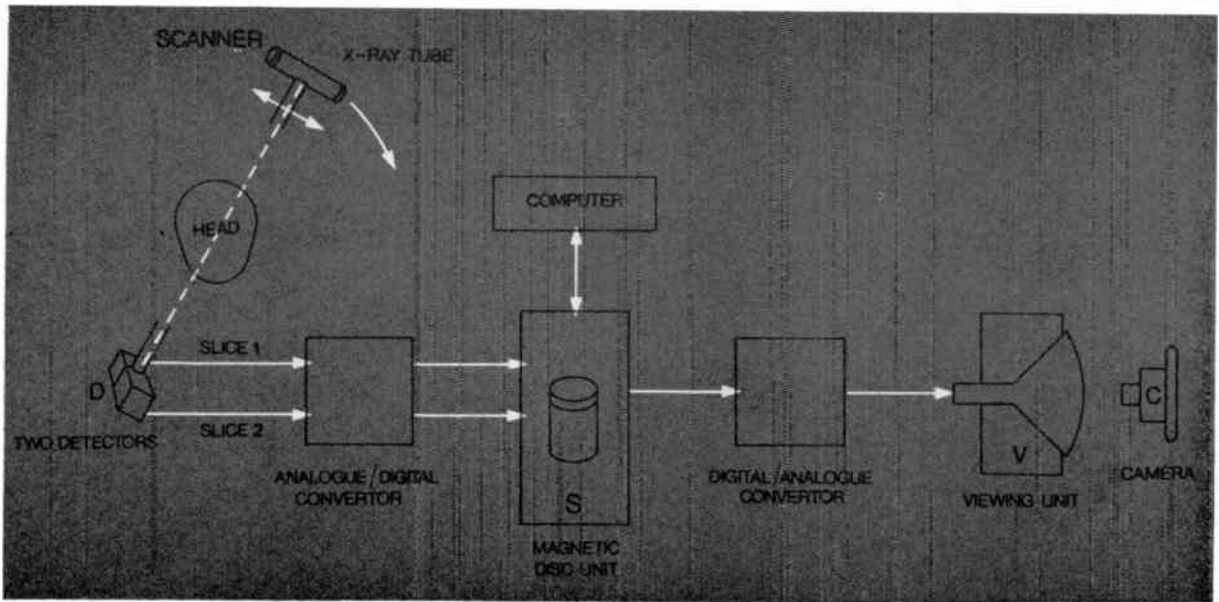 SCANNER
X-RAY TUBE
HEAD
COMPUTER
D
SLICE 1
SLICE 2
TWO DETECTORS
ANALOGUE/DIGITAL
CONVERTOR
S
MAGNETIC
DISC UNIT
DIGITAL/ANALOGUE
CONVERTOR
V
VIEWING UNIT
C
CAMERA